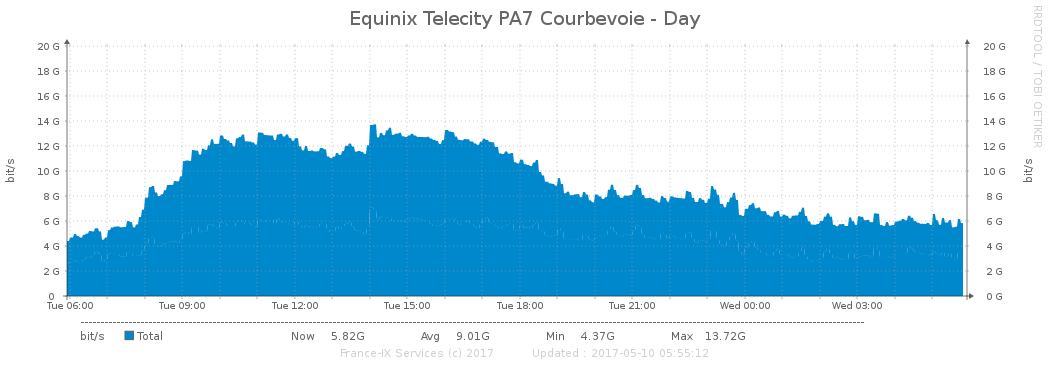 Equinix Telecity PA7 Courbevoie - Day
RRDTOOL / TOBI OETIKER
bit/s
bit/s
20 G 20 G
18 G 18 G
16 G 16 G
14 G 14 G
12 G 12 G
10 G 10 G
8 G 8 G
6 G 6 G
4 G 4 G
2 G 2 G
0 0 G
Tue 06:00 Tue 09:00 Tue 12:00 Tue 15:00 Tue 18:00 Tue 21:00 Wed 00:00 Wed 03:00
bit/s Total Now 5.82G Avg 9.01G Min 4.37G Max 13.72G
France-IX Services (c) 2017 Updated : 2017-05-10 05:55:12